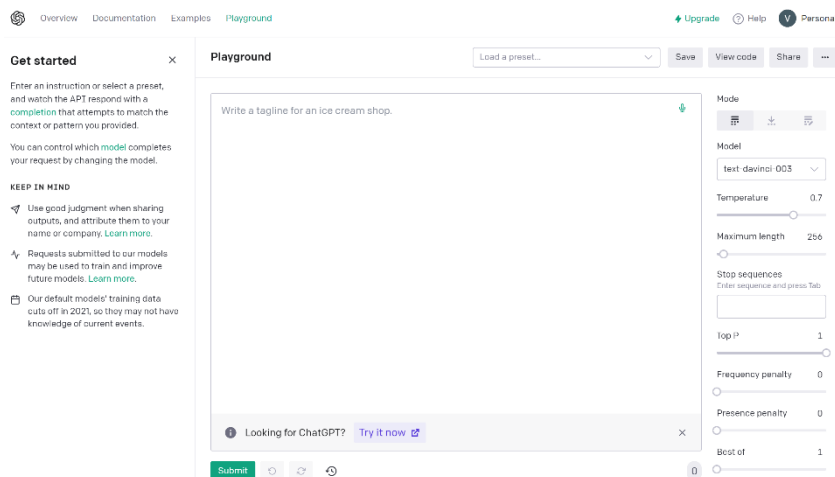 Overview Documentation Examples Playground
Upgrade Help V Persona
Get started
Enter an instruction or select a preset,
and watch the API respond with a
completion that attempts to match the
context or pattern you provided.
You can control which model completes
your request by changing the model.
KEEP IN MIND
Use good judgment when sharing
outputs, and attribute them to your
name or company. Learn more.
Requests submitted to our models
may be used to train and improve
future models. Learn more.
Our default models' training data
cuts off in 2021, so they may not have
knowledge of current events.
Playground
Load a preset...
Save View code Share ...
Write a tagline for an ice cream shop.
Looking for ChatGPT? Try it now
Submit
0
Mode
Model
text-davinci-003
Temperature 0.7
Maximum length 256
Stop sequences
Enter sequence and press Tab
Top P 1
Frequency penalty 0
Presence penalty 0
Best of 1